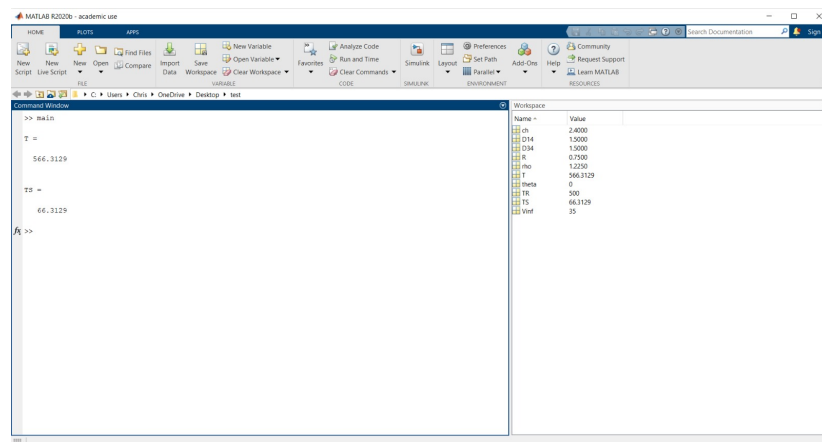 MATLAB R2020b - academic use
HOME PLOTS APPS
Search Documentation
Sign
New Script
New Live Script
New
Open
Find Files
Compare
Import Data
Save Workspace
New Variable
Open Variable
Clear Workspace
Favorites
Analyze Code
Run and Time
Clear Commands
Simulink
Layout
Preferences
Set Path
Parallel
Add-Ons
Help
Community
Request Support
Learn MATLAB
FILE VARIABLE CODE SIMULINK ENVIRONMENT RESOURCES
C: Users Chris OneDrive Desktop test
Command Window
>> main
T =
566.3129
TS =
66.3129
fx >>
Workspace
Name Value
ch 2.4000
D14 1.5000
D34 1.5000
R 0.7500
rho 1.2250
T 566.3129
theta 0
TR 500
TS 66.3129
Vinf 35